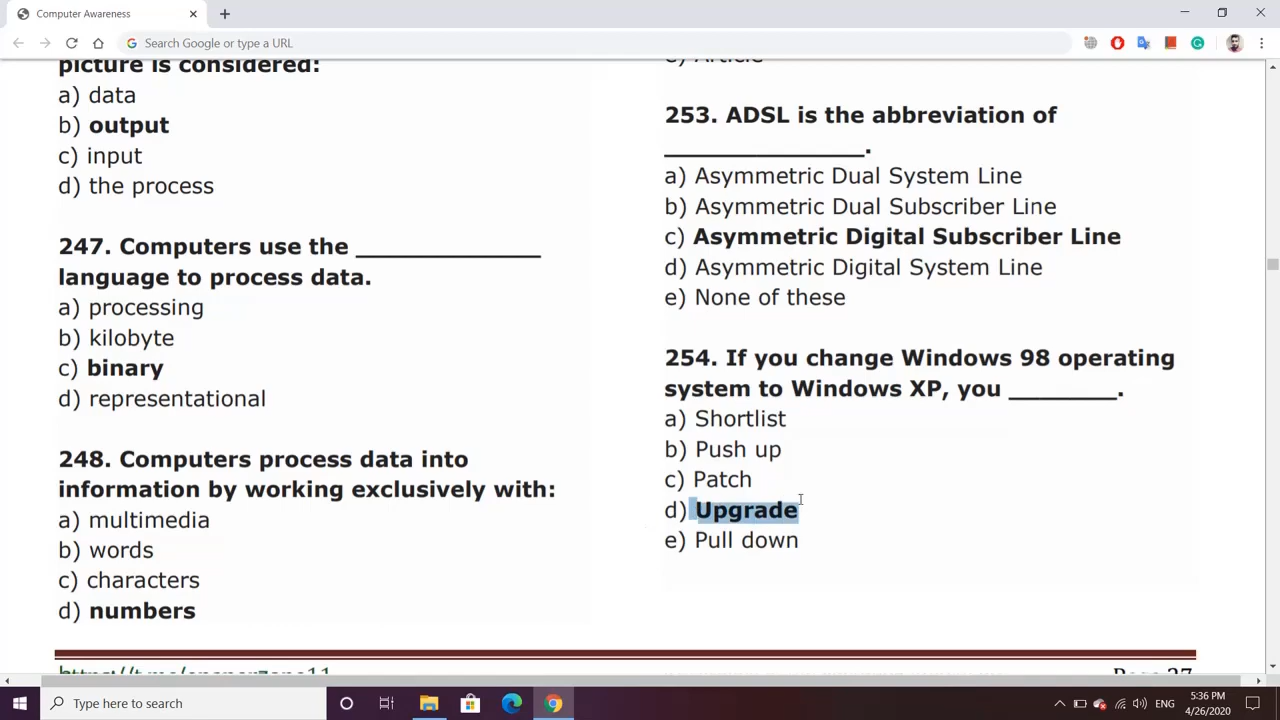 Computer Awareness
Search Google or type a URL
picture is considered:
a) data
b) output
c) input
d) the process
247. Computers use the _______________
language to process data.
a) processing
b) kilobyte
c) binary
d) representational
248. Computers process data into
information by working exclusively with:
a) multimedia
b) words
c) characters
d) numbers
253. ADSL is the abbreviation of
________________.
a) Asymmetric Dual System Line
b) Asymmetric Dual Subscriber Line
c) Asymmetric Digital Subscriber Line
d) Asymmetric Digital System Line
e) None of these
254. If you change Windows 98 operating
system to Windows XP, you ________.
a) Shortlist
b) Push up
c) Patch
d) Upgrade
e) Pull down
Page 27
Type here to search
ENG
5:36 PM
4/26/2020